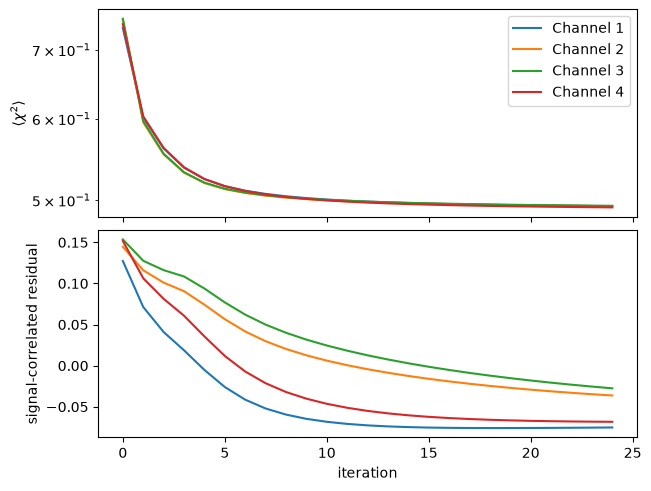 7 × 10⁻¹
6 × 10⁻¹
5 × 10⁻¹
⟨χ²⟩
Channel 1
Channel 2
Channel 3
Channel 4
0.15
0.10
0.05
0.00
−0.05
signal-correlated residual
0 5 10 15 20 25
iteration